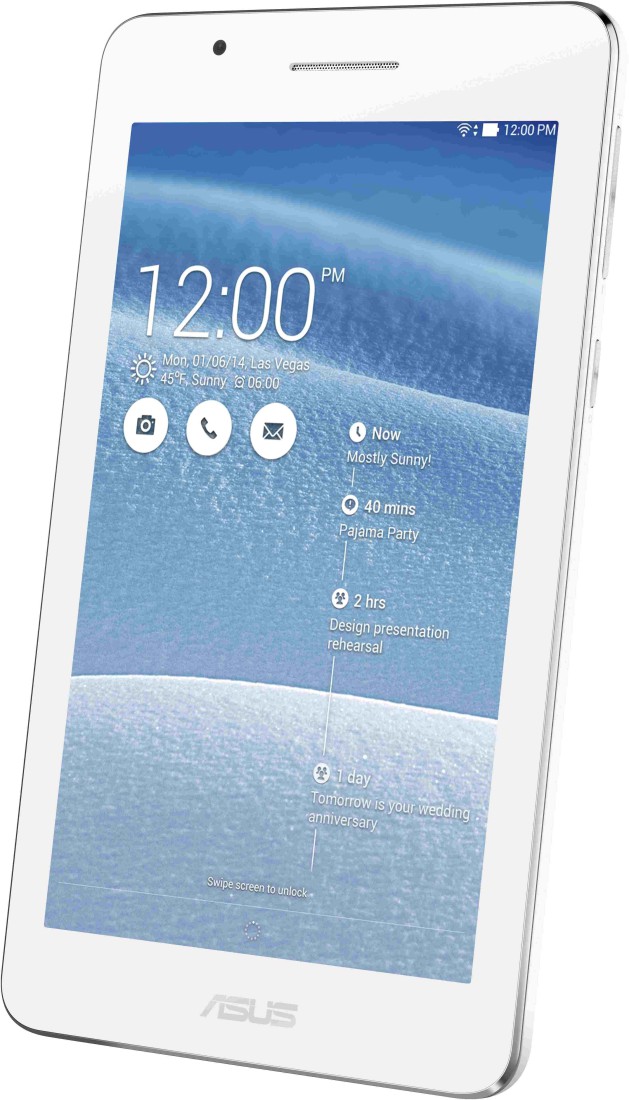 12:00 PM
12:00 PM
Mon, 01/06/14, Las Vegas
45°F, Sunny. 06:00
Now
Mostly Sunny!
40 mins
Pajama Party
2 hrs
Design presentation
rehearsal
1 day
Tomorrow is your wedding
anniversary
Swipe screen to unlock
ASUS